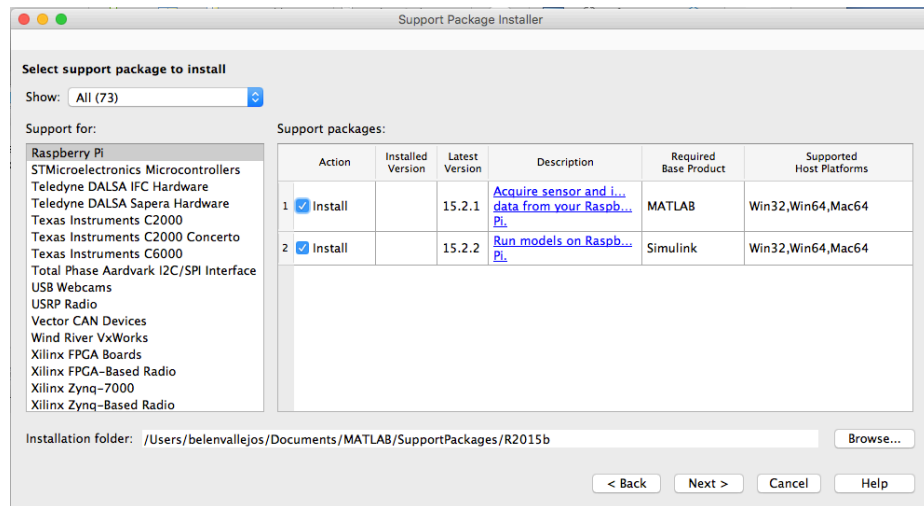 Support Package Installer
Select support package to install
Show: All (73)
Support for:
Raspberry Pi
STMicroelectronics Microcontrollers
Teledyne DALSA IFC Hardware
Teledyne DALSA Sapera Hardware
Texas Instruments C2000
Texas Instruments C2000 Concerto
Texas Instruments C6000
Total Phase Aardvark I2C/SPI Interface
USB Webcams
USRP Radio
Vector CAN Devices
Wind River VxWorks
Xilinx FPGA Boards
Xilinx FPGA-Based Radio
Xilinx Zynq-7000
Xilinx Zynq-Based Radio
Support packages:
Action Installed Version Latest Version Description Required Base Product Supported Host Platforms
1 Install 15.2.1 Acquire sensor and i... data from your Raspb... Pi. MATLAB Win32,Win64,Mac64
2 Install 15.2.2 Run models on Raspb... Pi. Simulink Win32,Win64,Mac64
Installation folder: /Users/belenvallejos/Documents/MATLAB/SupportPackages/R2015b Browse...
< Back Next > Cancel Help